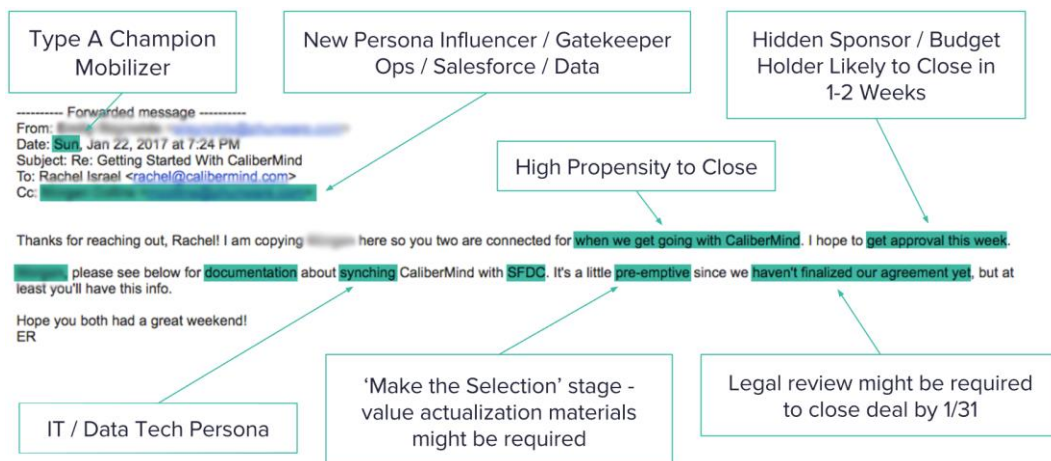 Type A Champion
Mobilizer
New Persona Influencer / Gatekeeper
Ops / Salesforce / Data
Hidden Sponsor / Budget
Holder Likely to Close in
1-2 Weeks
---------- Forwarded message ----------
From:
Date: Sun, Jan 22, 2017 at 7:24 PM
Subject: Re: Getting Started With CaliberMind
To: Rachel Israel <rachel@calibermind.com>
Cc:
High Propensity to Close
Thanks for reaching out, Rachel! I am copying here so you two are connected for when we get going with CaliberMind. I hope to get approval this week.
please see below for documentation about synching CaliberMind with SFDC. It's a little pre-emptive since we haven't finalized our agreement yet, but at
least you'll have this info.
Hope you both had a great weekend!
ER
IT / Data Tech Persona
‘Make the Selection’ stage -
value actualization materials
might be required
Legal review might be required
to close deal by 1/31